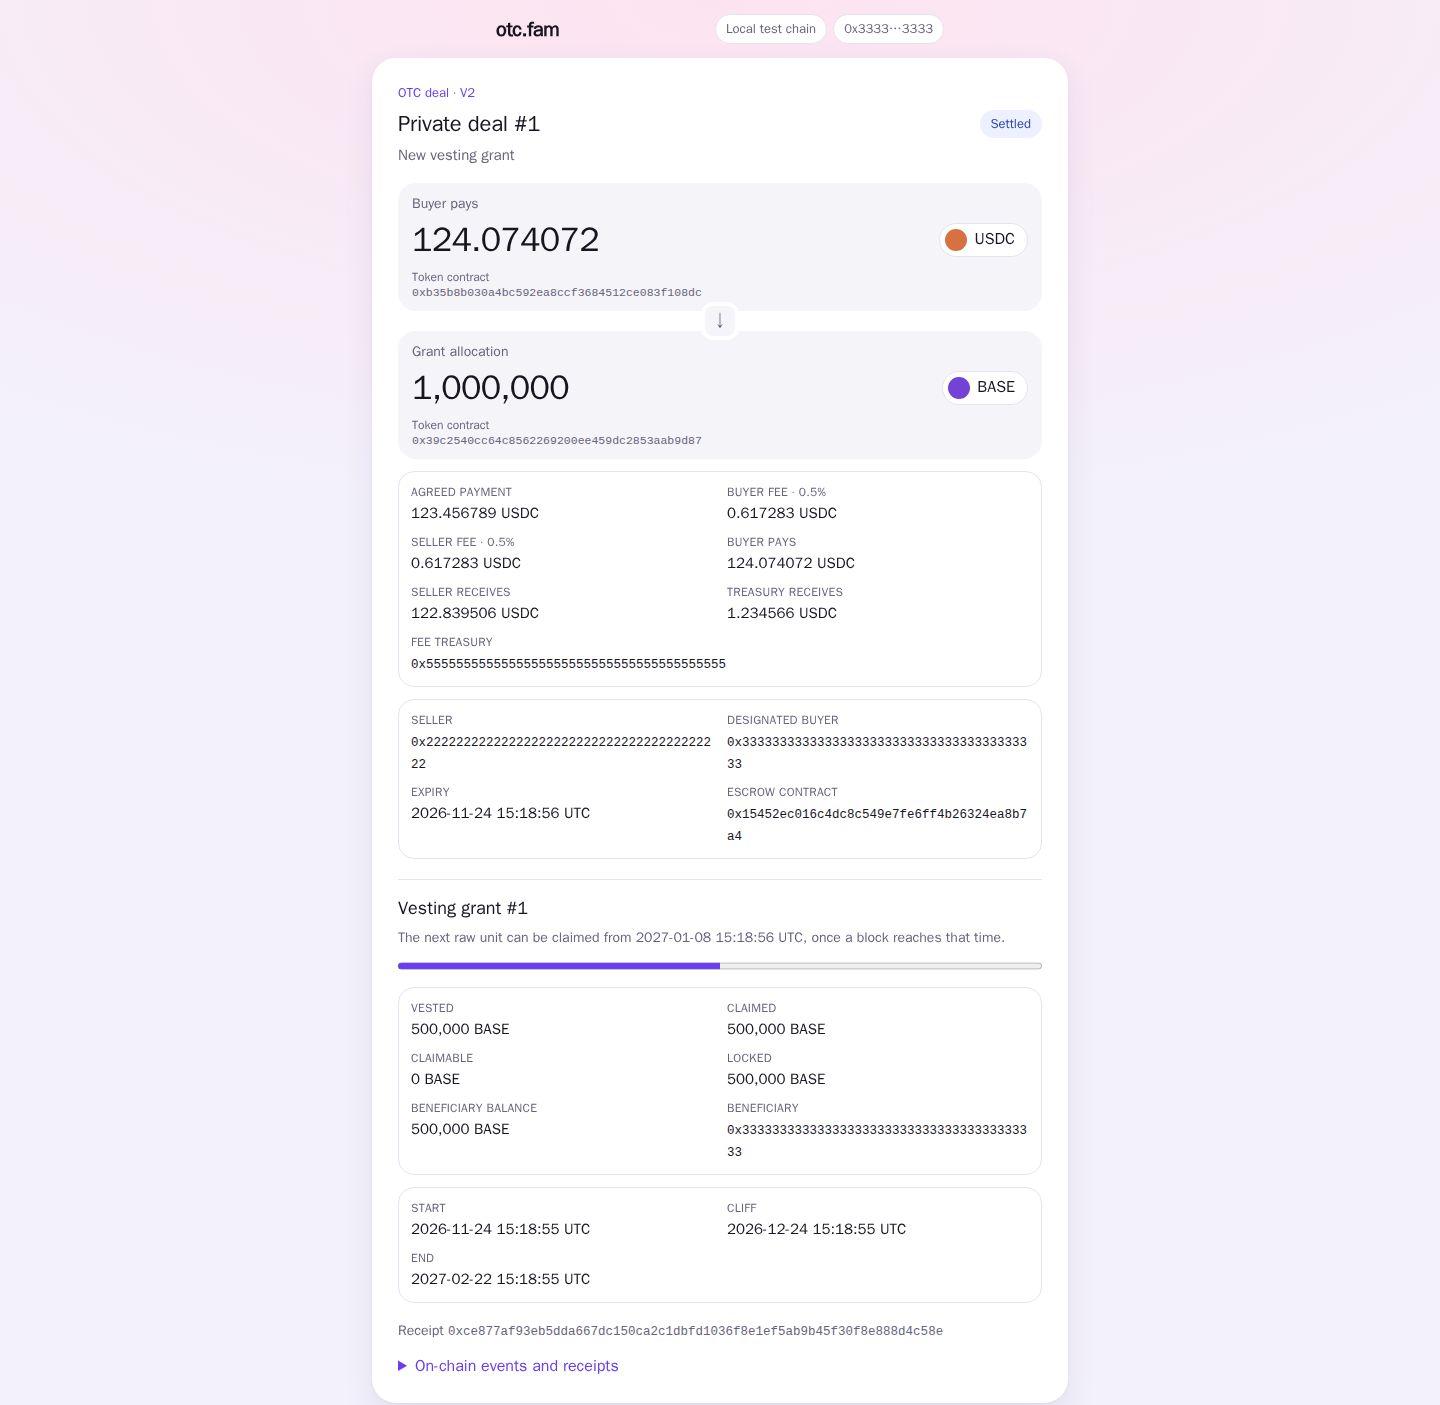 otc.fam
Local test chain
0x3333···3333
OTC deal · V2
Private deal #1
Settled
New vesting grant
Buyer pays
124.074072
USDC
Token contract
0xb35b8b030a4bc592ea8ccf3684512ce083f108dc
↓
Grant allocation
1,000,000
BASE
Token contract
0x39c2540cc64c8562269200ee459dc2853aab9d87
AGREED PAYMENT
123.456789 USDC
BUYER FEE · 0.5%
0.617283 USDC
SELLER FEE · 0.5%
0.617283 USDC
BUYER PAYS
124.074072 USDC
SELLER RECEIVES
122.839506 USDC
TREASURY RECEIVES
1.234566 USDC
FEE TREASURY
0x5555555555555555555555555555555555555555
SELLER
0x22222222222222222222222222222222222222
22
DESIGNATED BUYER
0x33333333333333333333333333333333333333
33
EXPIRY
2026-11-24 15:18:56 UTC
ESCROW CONTRACT
0x15452ec016c4dc8c549e7fe6ff4b26324ea8b7
a4
Vesting grant #1
The next raw unit can be claimed from 2027-01-08 15:18:56 UTC, once a block reaches that time.
VESTED
500,000 BASE
CLAIMED
500,000 BASE
CLAIMABLE
0 BASE
LOCKED
500,000 BASE
BENEFICIARY BALANCE
500,000 BASE
BENEFICIARY
0x33333333333333333333333333333333333333
33
START
2026-11-24 15:18:55 UTC
CLIFF
2026-12-24 15:18:55 UTC
END
2027-02-22 15:18:55 UTC
Receipt 0xce877af93eb5dda667dc150ca2c1dbfd1036f8e1ef5ab9b45f30f8e888d4c58e
On-chain events and receipts